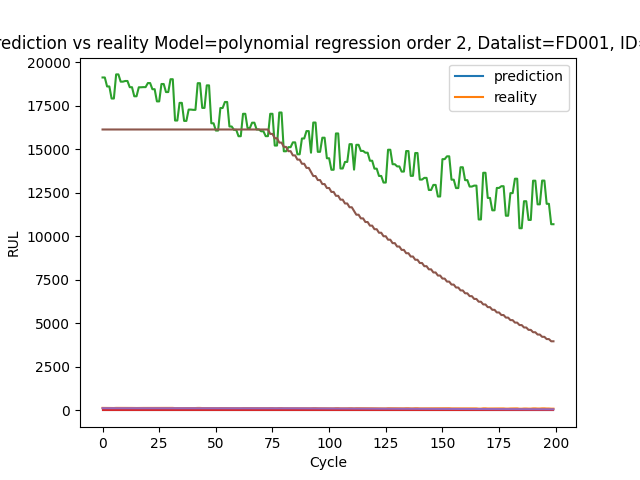 rediction vs reality Model=polynomial regression order 2, Datalist=FD001, ID=
20000
17500
15000
12500
10000
7500
5000
2500
0
RUL
prediction
reality
0 25 50 75 100 125 150 175 200
Cycle